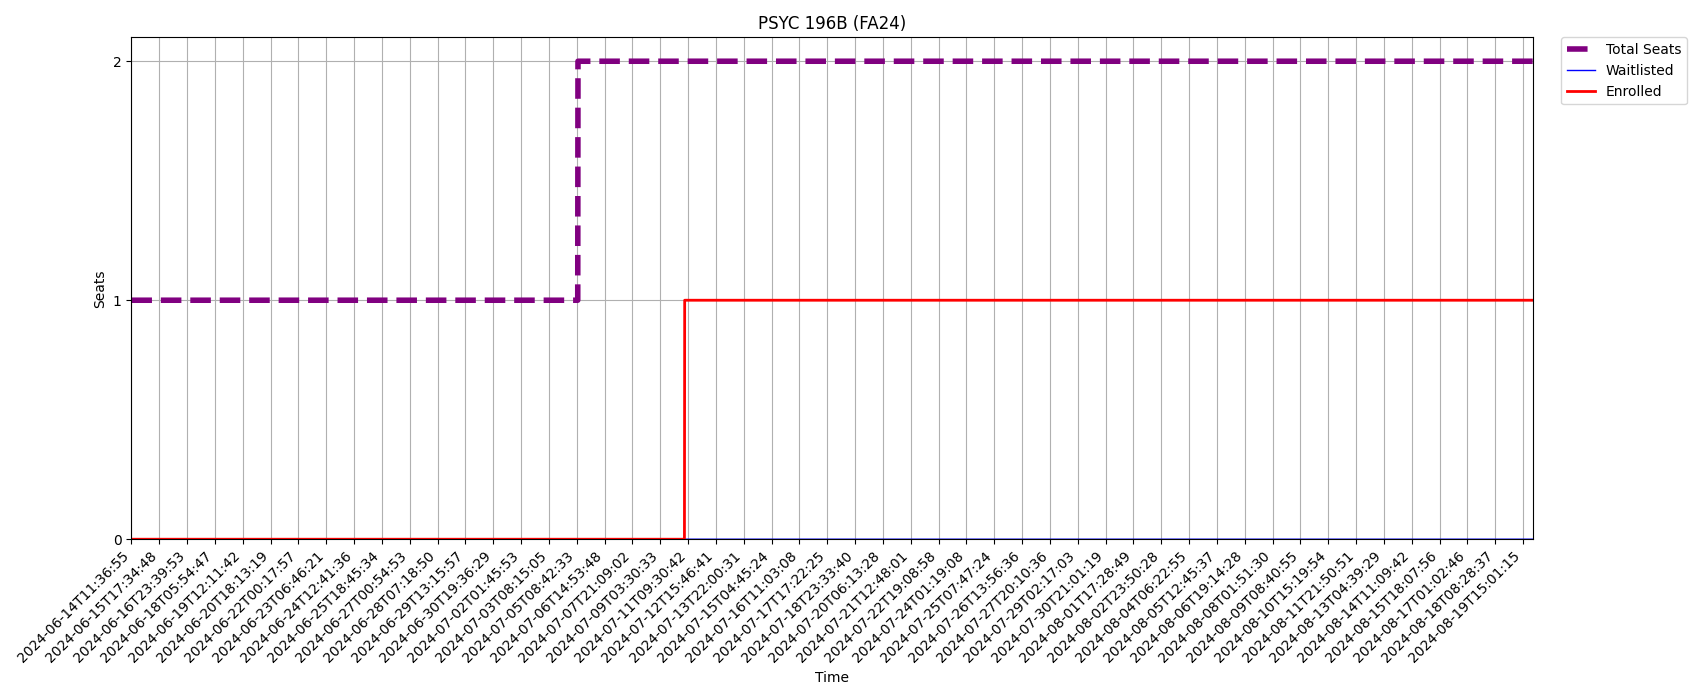 PSYC 196B (FA24)
Total Seats
Waitlisted
Enrolled
Seats
2
1
0
2024-06-14T11:36:55
2024-06-15T17:34:48
2024-06-16T23:39:53
2024-06-18T05:54:47
2024-06-19T12:11:42
2024-06-20T18:13:19
2024-06-22T00:17:57
2024-06-23T06:46:21
2024-06-24T12:41:36
2024-06-25T18:45:34
2024-06-27T00:54:53
2024-06-28T07:18:50
2024-06-29T13:15:57
2024-06-30T19:36:29
2024-07-02T01:45:53
2024-07-03T08:15:05
2024-07-05T08:42:33
2024-07-06T14:53:48
2024-07-07T21:09:02
2024-07-09T03:30:33
2024-07-11T09:30:42
2024-07-12T15:46:41
2024-07-13T22:00:31
2024-07-15T04:45:24
2024-07-16T11:03:08
2024-07-17T17:22:25
2024-07-18T23:33:40
2024-07-20T06:13:28
2024-07-21T12:48:01
2024-07-22T19:08:58
2024-07-24T01:19:08
2024-07-25T07:47:24
2024-07-26T13:56:36
2024-07-27T20:10:36
2024-07-29T02:17:03
2024-07-30T21:01:19
2024-08-01T17:28:49
2024-08-02T23:50:28
2024-08-04T06:22:55
2024-08-05T12:45:37
2024-08-06T19:14:28
2024-08-08T01:51:30
2024-08-09T08:40:55
2024-08-10T15:19:54
2024-08-11T21:50:51
2024-08-13T04:39:29
2024-08-14T11:09:42
2024-08-15T18:07:56
2024-08-17T01:02:46
2024-08-18T08:28:37
2024-08-19T15:01:15
Time